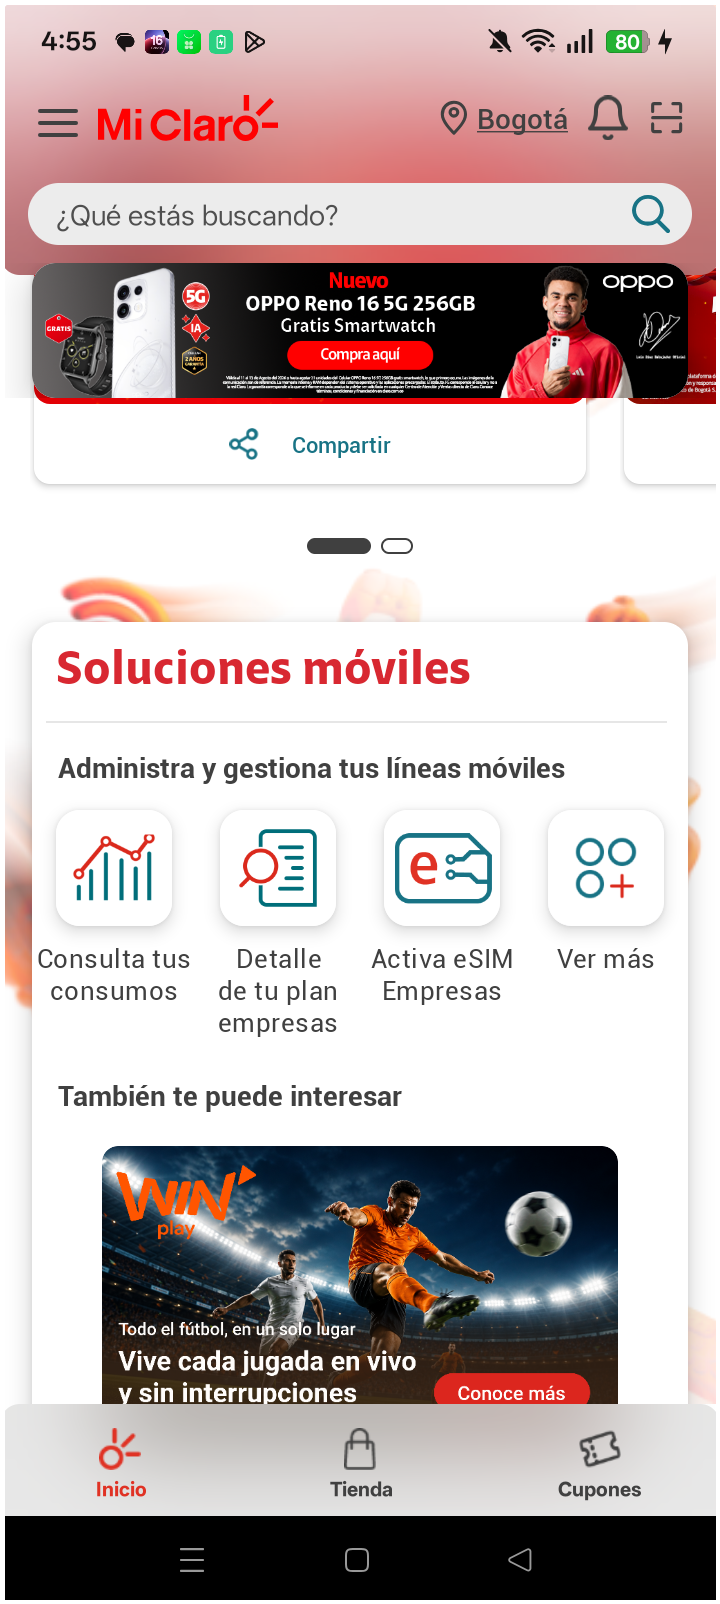 4:55
16
80
Mi Claro
Bogotá
¿Qué estás buscando?
Nuevo
OPPO Reno 16 5G 256GB
Gratis Smartwatch
Compra aquí
GRATIS
5G
IA
2 AÑOS
oppo
Compartir
Soluciones móviles
Administra y gestiona tus líneas móviles
Consulta tus
consumos
Detalle
de tu plan
empresas
Activa eSIM
Empresas
Ver más
También te puede interesar
WIN
play
Todo el fútbol, en un solo lugar
Vive cada jugada en vivo
y sin interrupciones
Conoce más
Inicio
Tienda
Cupones